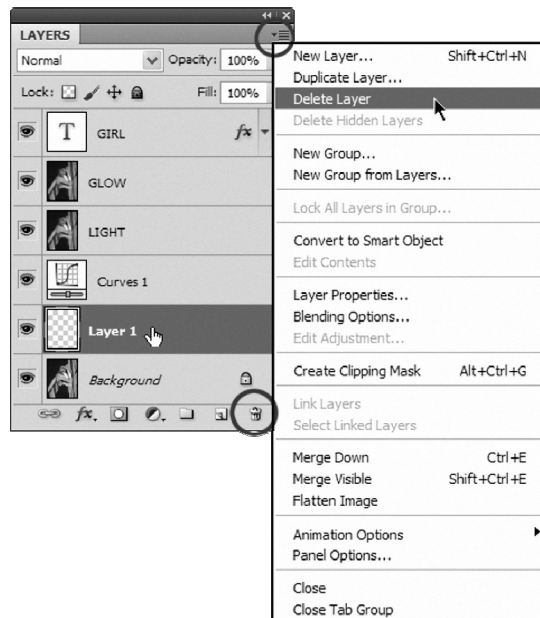 LAYERS
Normal Opacity: 100%
Lock: Fill: 100%
T GIRL fx
GLOW
LIGHT
Curves 1
Layer 1
Background
fx.
New Layer... Shift+Ctrl+N
Duplicate Layer...
Delete Layer
Delete Hidden Layers
New Group...
New Group from Layers...
Lock All Layers in Group...
Convert to Smart Object
Edit Contents
Layer Properties...
Blending Options...
Edit Adjustment...
Create Clipping Mask Alt+Ctrl+G
Link Layers
Select Linked Layers
Merge Down Ctrl+E
Merge Visible Shift+Ctrl+E
Flatten Image
Animation Options
Panel Options...
Close
Close Tab Group